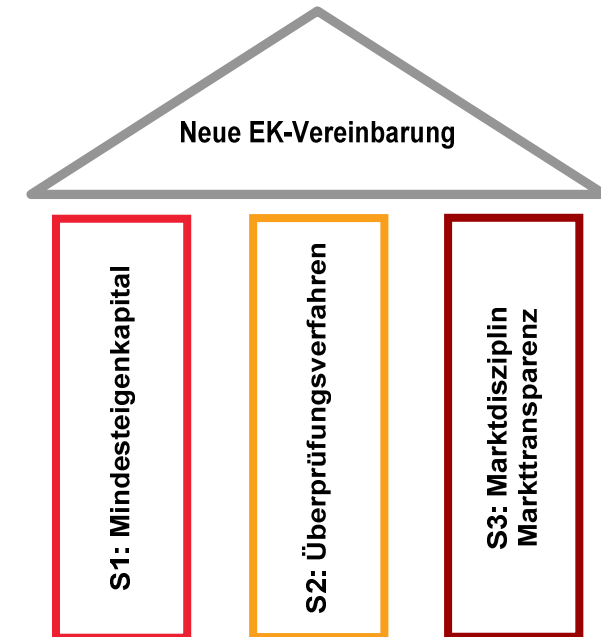 Neue EK-Vereinbarung
S1: Mindesteigenkapital
S2: Überprüfungsverfahren
S3: Marktdisziplin
Markttransparenz